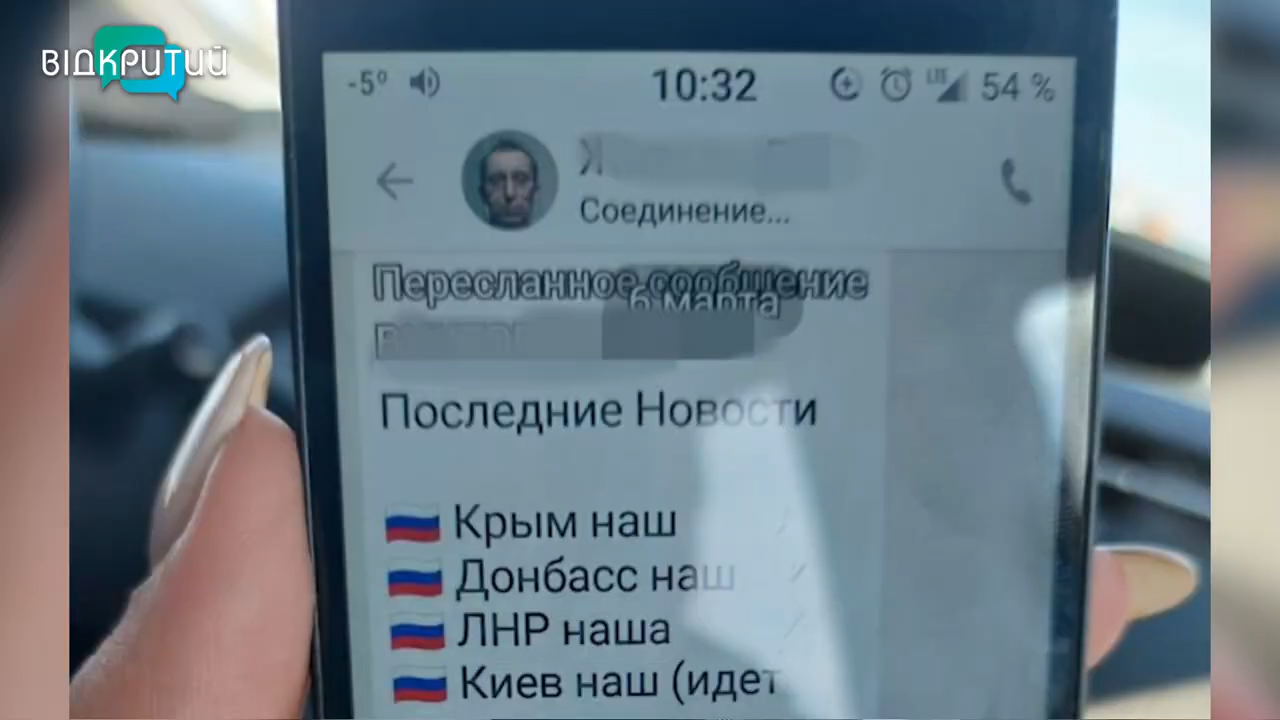 ВІДКРИТИЙ
-5° 10:32 LTE 54 %
Соединение...
Пересланное сообщение
6 марта
Последние Новости
Крым наш
Донбасс наш
ЛНР наша
Киев наш (идет